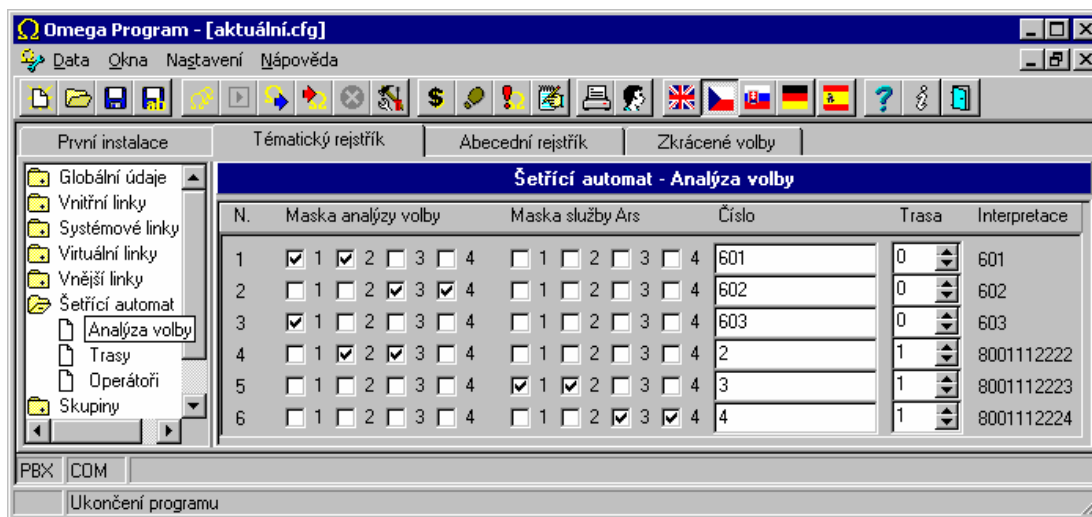 Omega Program - [aktuální.cfg]
Data Okna Nastavení Nápověda
První instalace Tématický rejstřík Abecední rejstřík Zkrácené volby
Globální údaje
Vnitřní linky
Systémové linky
Virtuální linky
Vnější linky
Šetřící automat
Analýza volby
Trasy
Operátoři
Skupiny
Šetřící automat - Analýza volby
N. Maska analýzy volby Maska služby Ars Číslo Trasa Interpretace
1 1 2 3 4 1 2 3 4 601 0 601
2 1 2 3 4 1 2 3 4 602 0 602
3 1 2 3 4 1 2 3 4 603 0 603
4 1 2 3 4 1 2 3 4 2 1 8001112222
5 1 2 3 4 1 2 3 4 3 1 8001112223
6 1 2 3 4 1 2 3 4 4 1 8001112224
PBX COM
Ukončení programu